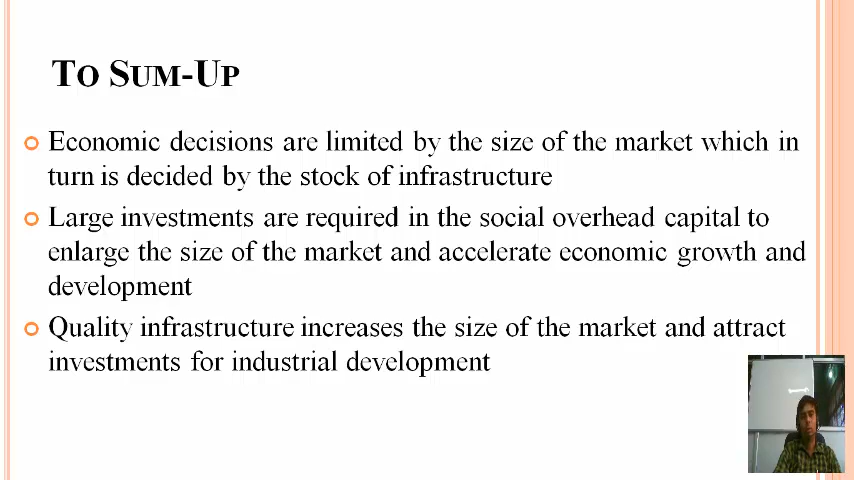 TO SUM-UP
Economic decisions are limited by the size of the market which in
turn is decided by the stock of infrastructure
Large investments are required in the social overhead capital to
enlarge the size of the market and accelerate economic growth and
development
Quality infrastructure increases the size of the market and attract
investments for industrial development